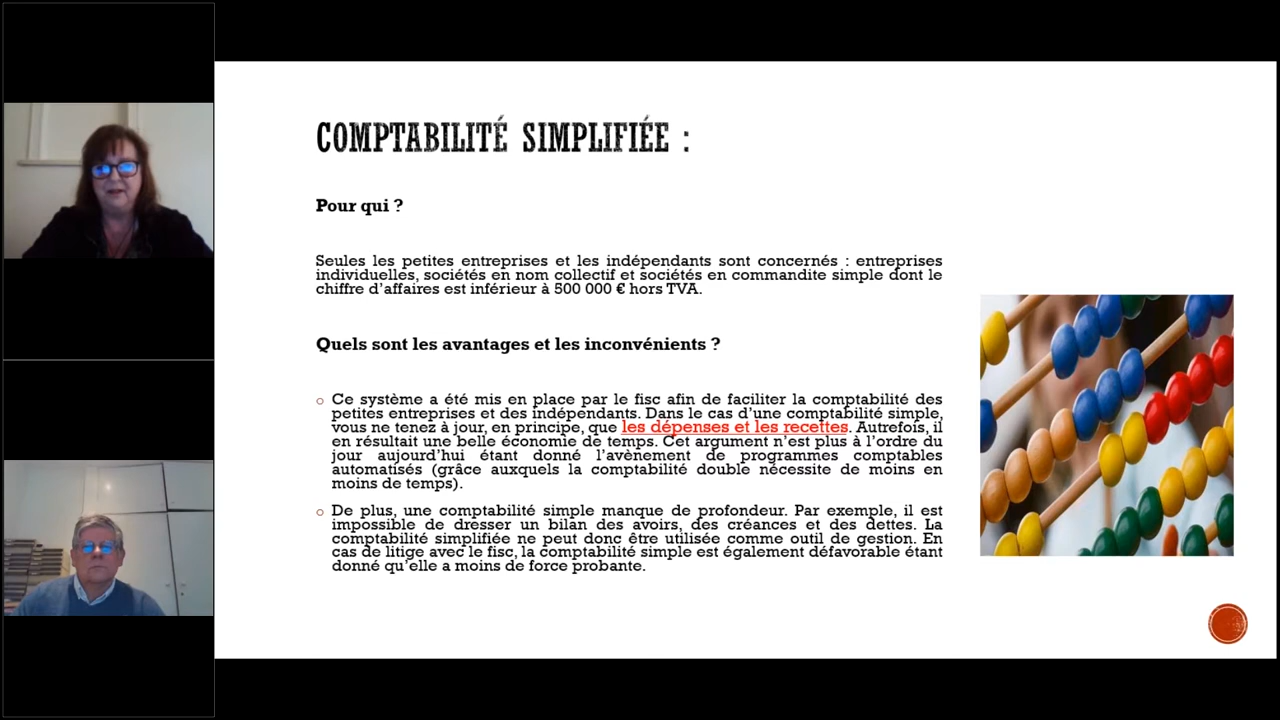 COMPTABILITÉ SIMPLIFIÉE :
Pour qui ?
Seules les petites entreprises et les indépendants sont concernés : entreprises
individuelles, sociétés en nom collectif et sociétés en commandite simple dont le
chiffre d'affaires est inférieur à 500 000 € hors TVA.
Quels sont les avantages et les inconvénients ?
o Ce système a été mis en place par le fisc afin de faciliter la comptabilité des
petites entreprises et des indépendants. Dans le cas d'une comptabilité simple,
vous ne tenez à jour, en principe, que les dépenses et les recettes. Autrefois, il
en résultait une belle économie de temps. Cet argument n'est plus à l'ordre du
jour aujourd'hui étant donné l'avènement de programmes comptables
automatisés (grâce auxquels la comptabilité double nécessite de moins en
moins de temps).
o De plus, une comptabilité simple manque de profondeur. Par exemple, il est
impossible de dresser un bilan des avoirs, des créances et des dettes. La
comptabilité simplifiée ne peut donc être utilisée comme outil de gestion. En
cas de litige avec le fisc, la comptabilité simple est également défavorable étant
donné qu'elle a moins de force probante.